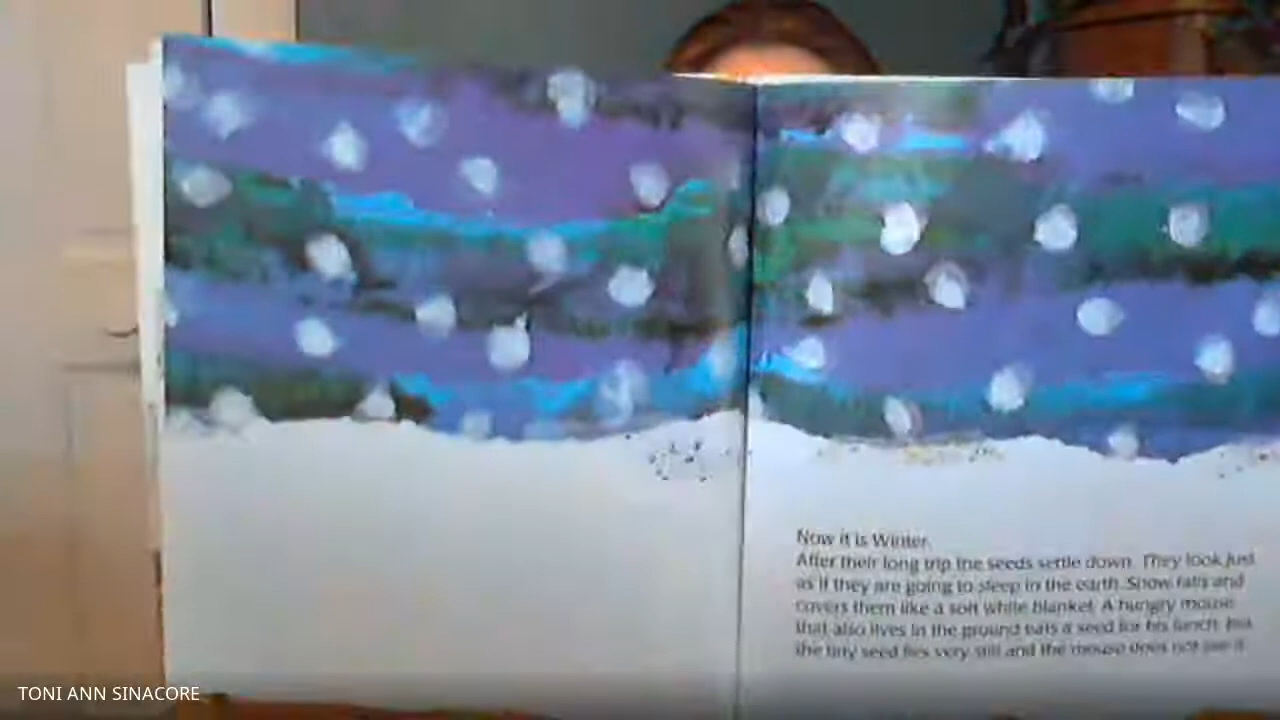 Now it is Winter.
After their long trip the seeds settle down. They look just
as if they are going to sleep in the earth. Snow falls and
covers them like a soft white blanket. A hungry mouse
that also lives in the ground eats a seed for his lunch. But
the tiny seed lies very still and the mouse does not see it.
TONI ANN SINACORE